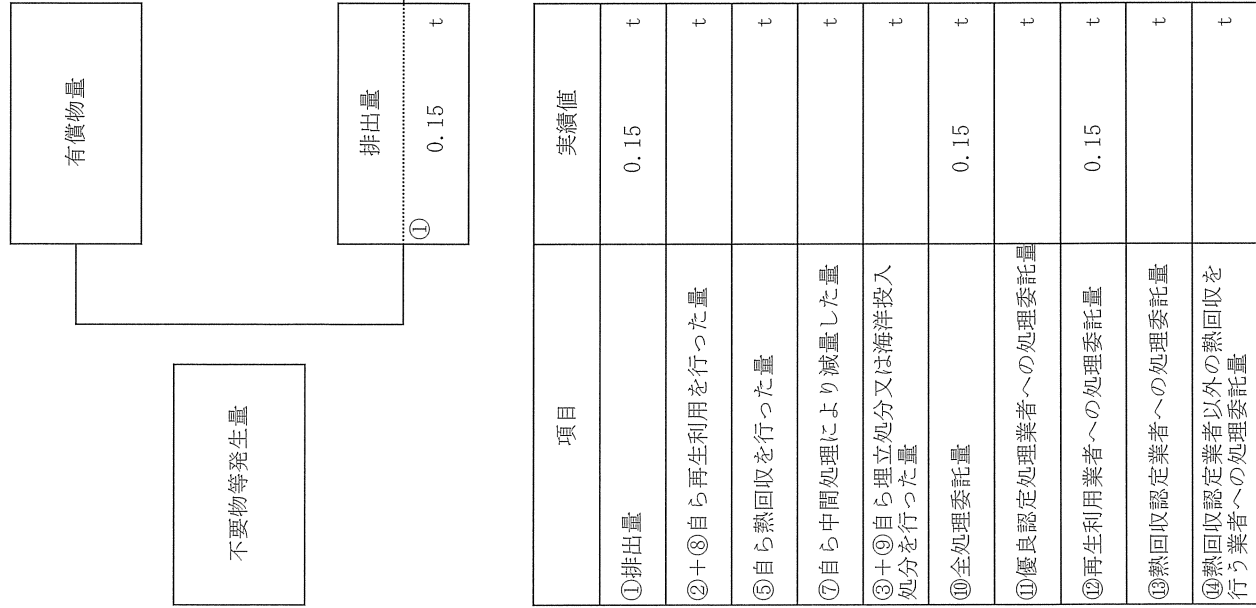 不要物等発生量
有償物量
排出量
① 0.15 t
項目 実績値
①排出量 0.15 t
②+⑧自ら再生利用を行った量 t
⑤自ら熱回収を行った量 t
⑦自ら中間処理により減量した量 t
③+⑨自ら埋立処分又は海洋投入
処分を行った量 t
⑩全処理委託量 0.15 t
⑪優良認定処理業者への処理委託量 t
⑫再生利用業者への処理委託量 0.15 t
⑬熱回収認定業者への処理委託量 t
⑭熱回収認定業者以外の熱回収を
行う業者への処理委託量 t